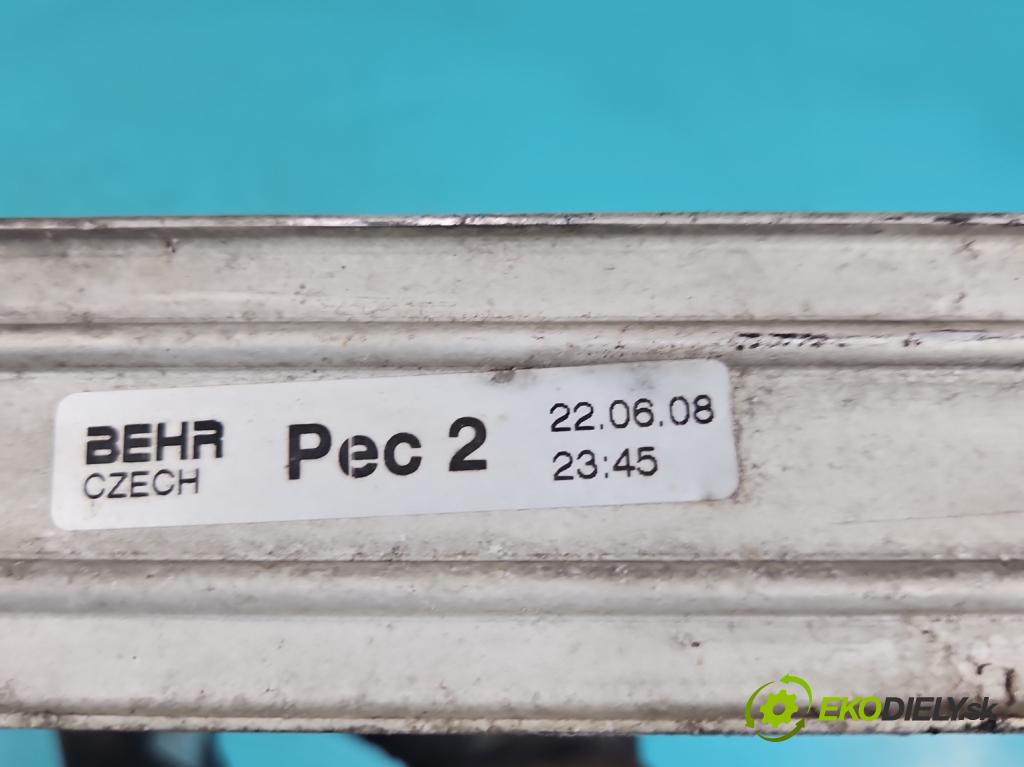 BEHR
CZECH
Pec 2
22.06.08
23:45
EKODIELY.sk